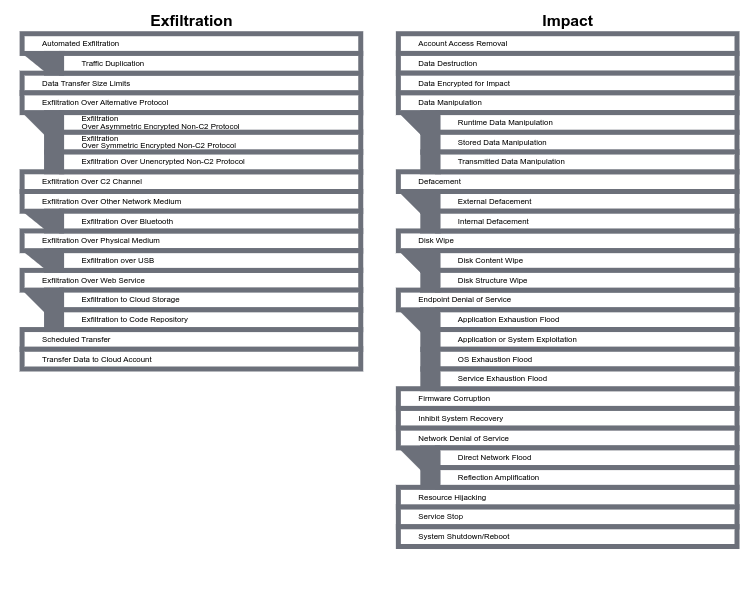 Exfiltration
Automated Exfiltration
Traffic Duplication
Data Transfer Size Limits
Exfiltration Over Alternative Protocol
Exfiltration
Over Asymmetric Encrypted Non-C2 Protocol
Exfiltration
Over Symmetric Encrypted Non-C2 Protocol
Exfiltration Over Unencrypted Non-C2 Protocol
Exfiltration Over C2 Channel
Exfiltration Over Other Network Medium
Exfiltration Over Bluetooth
Exfiltration Over Physical Medium
Exfiltration over USB
Exfiltration Over Web Service
Exfiltration to Cloud Storage
Exfiltration to Code Repository
Scheduled Transfer
Transfer Data to Cloud Account
Impact
Account Access Removal
Data Destruction
Data Encrypted for Impact
Data Manipulation
Runtime Data Manipulation
Stored Data Manipulation
Transmitted Data Manipulation
Defacement
External Defacement
Internal Defacement
Disk Wipe
Disk Content Wipe
Disk Structure Wipe
Endpoint Denial of Service
Application Exhaustion Flood
Application or System Exploitation
OS Exhaustion Flood
Service Exhaustion Flood
Firmware Corruption
Inhibit System Recovery
Network Denial of Service
Direct Network Flood
Reflection Amplification
Resource Hijacking
Service Stop
System Shutdown/Reboot